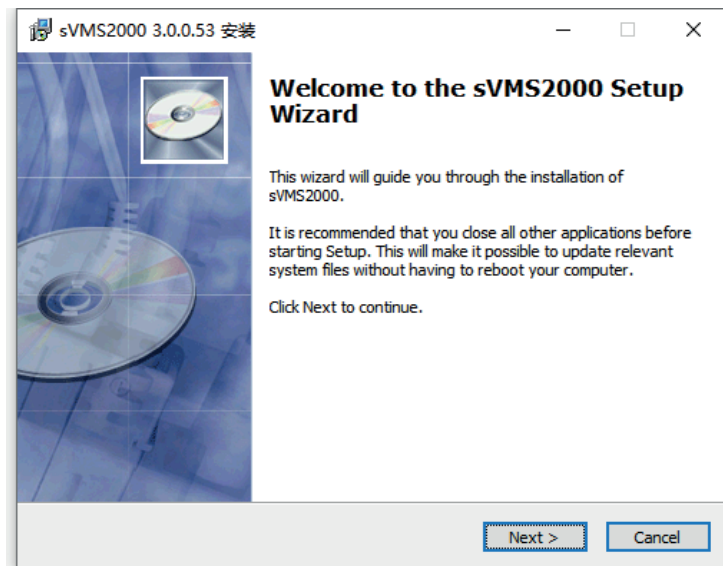 sVMS2000 3.0.0.53 安装
Welcome to the sVMS2000 Setup
Wizard
This wizard will guide you through the installation of
sVMS2000.
It is recommended that you close all other applications before
starting Setup. This will make it possible to update relevant
system files without having to reboot your computer.
Click Next to continue.
Next >
Cancel